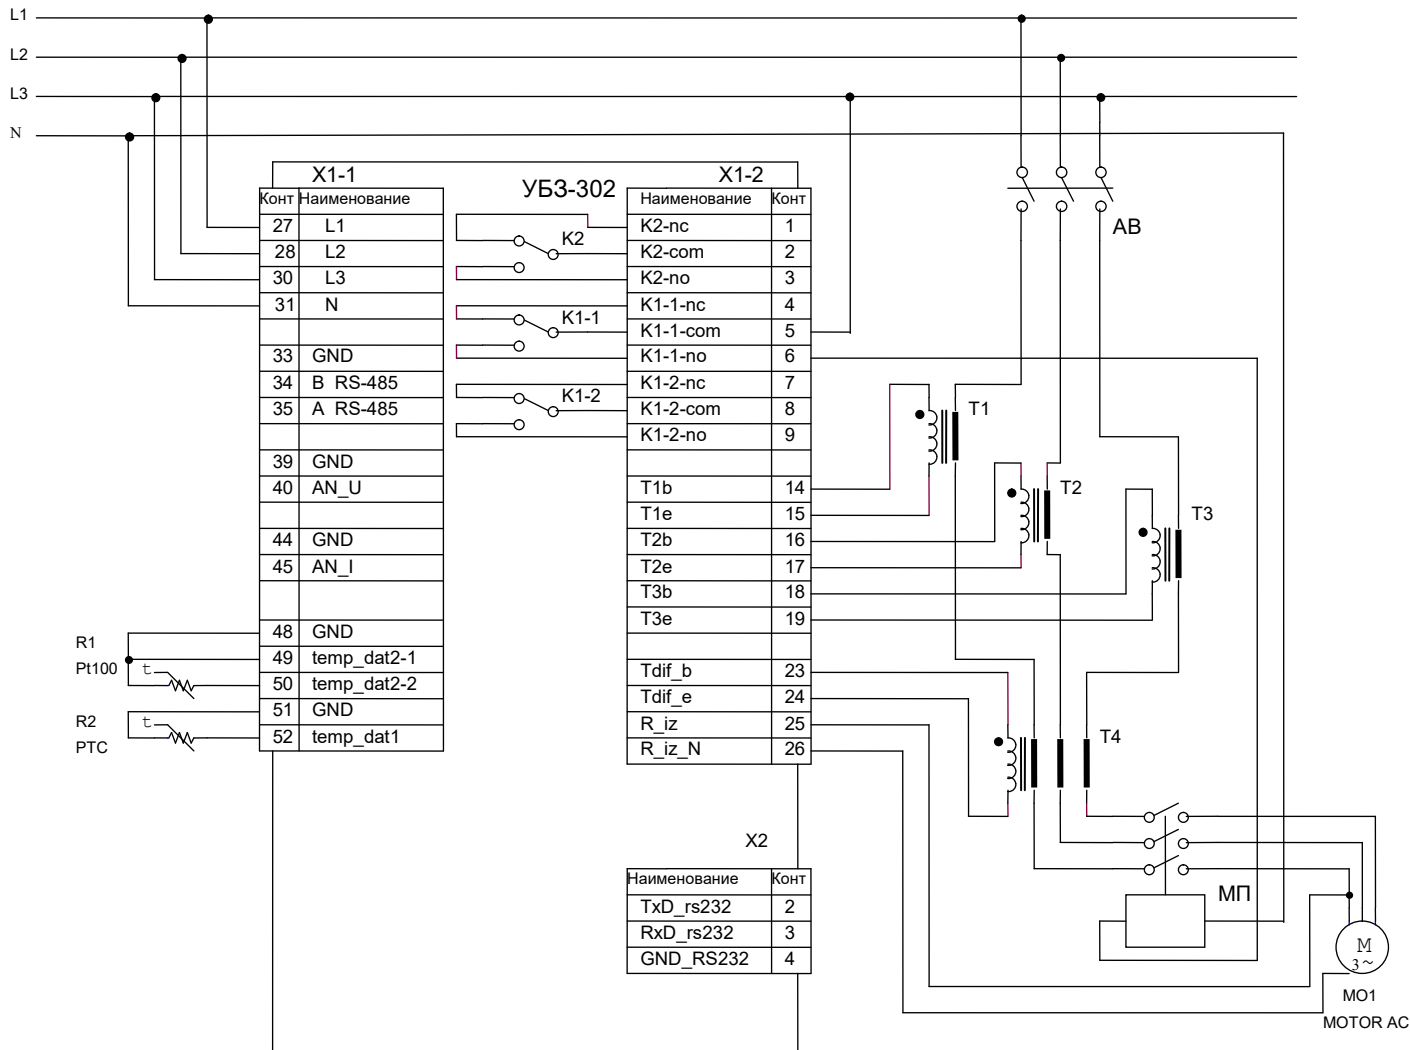 L1
L2
L3
N
X1-1
УБЗ-302
X1-2
Конт Наименование
27 L1
28 L2
30 L3
31 N
33 GND
34 B RS-485
35 A RS-485
39 GND
40 AN_U
44 GND
45 AN_I
48 GND
49 temp_dat2-1
50 temp_dat2-2
51 GND
52 temp_dat1
R1
Pt100
t
R2
PTC
t
K2
K1-1
K1-2
Наименование Конт
K2-nc 1
K2-com 2
K2-no 3
K1-1-nc 4
K1-1-com 5
K1-1-no 6
K1-2-nc 7
K1-2-com 8
K1-2-no 9
T1b 14
T1e 15
T2b 16
T2e 17
T3b 18
T3e 19
Tdif_b 23
Tdif_e 24
R_iz 25
R_iz_N 26
X2
Наименование Конт
TxD_rs232 2
RxD_rs232 3
GND_RS232 4
АВ
T1
T2
T3
T4
МП
M
3~
MO1
MOTOR AC